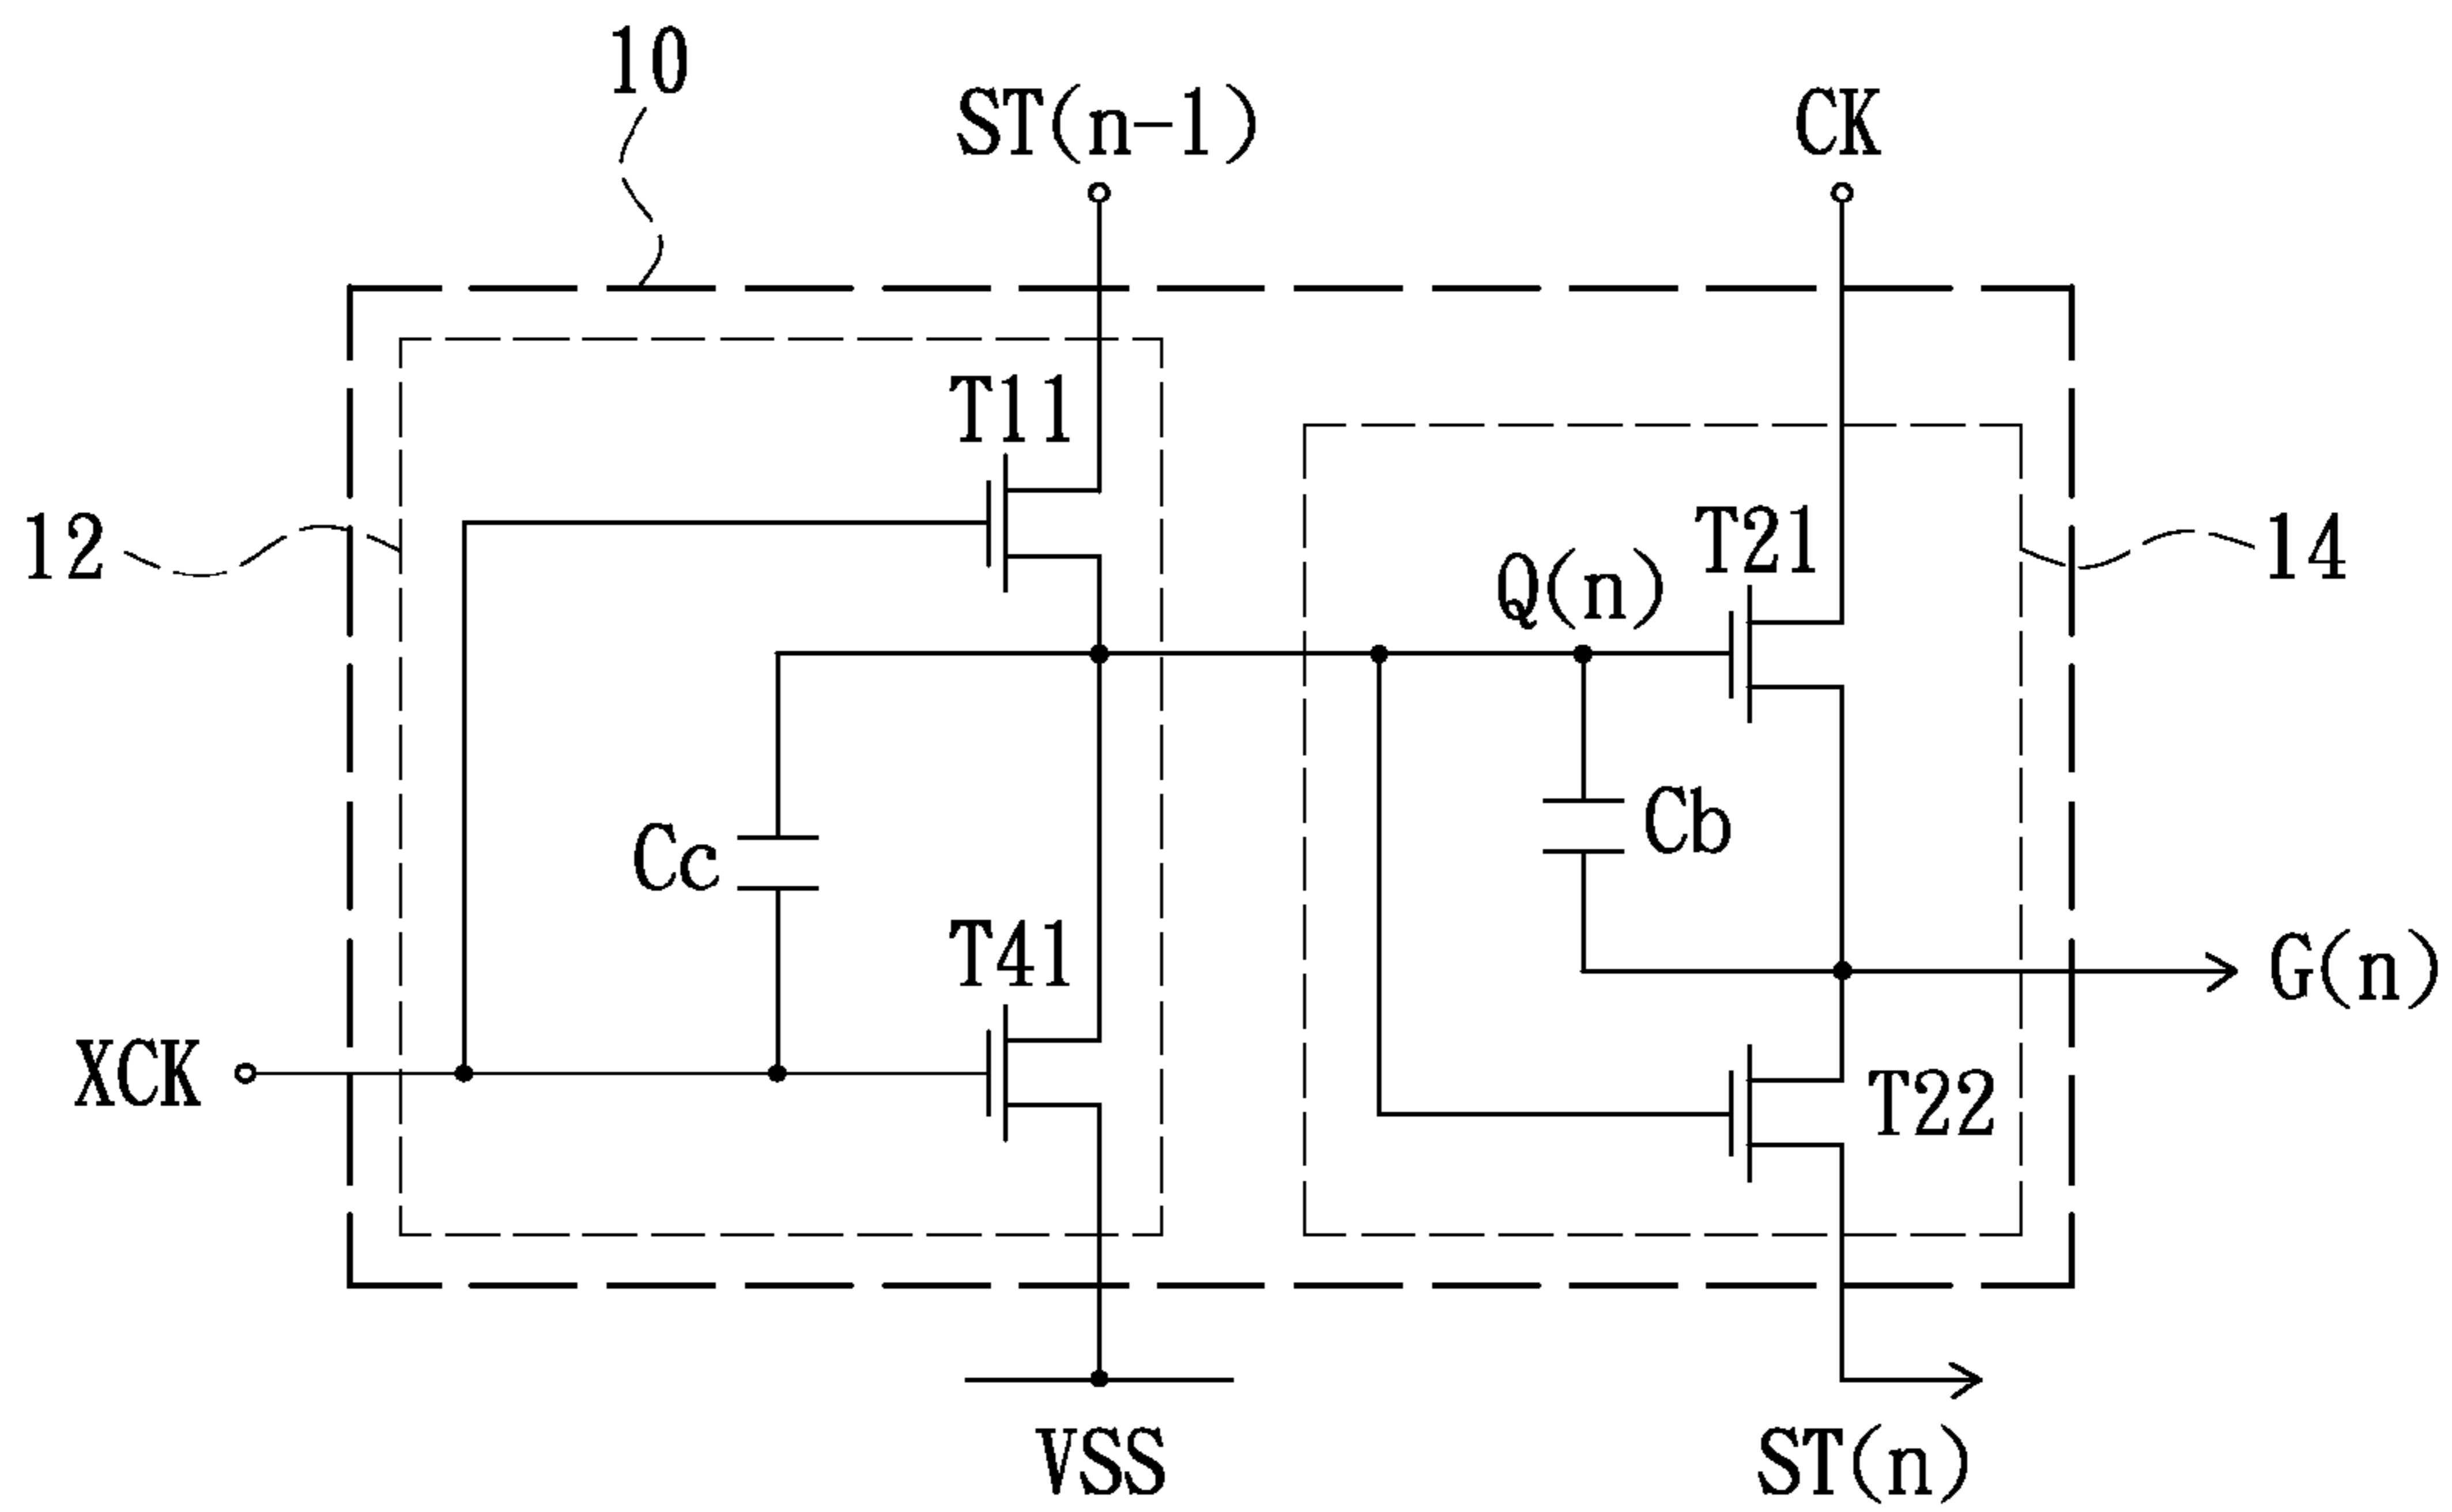 10
ST(n-1)
CK
T11
12
T21
14
Q(n)
Cc
Cb
T41
G(n)
XCK
T22
VSS
ST(n)